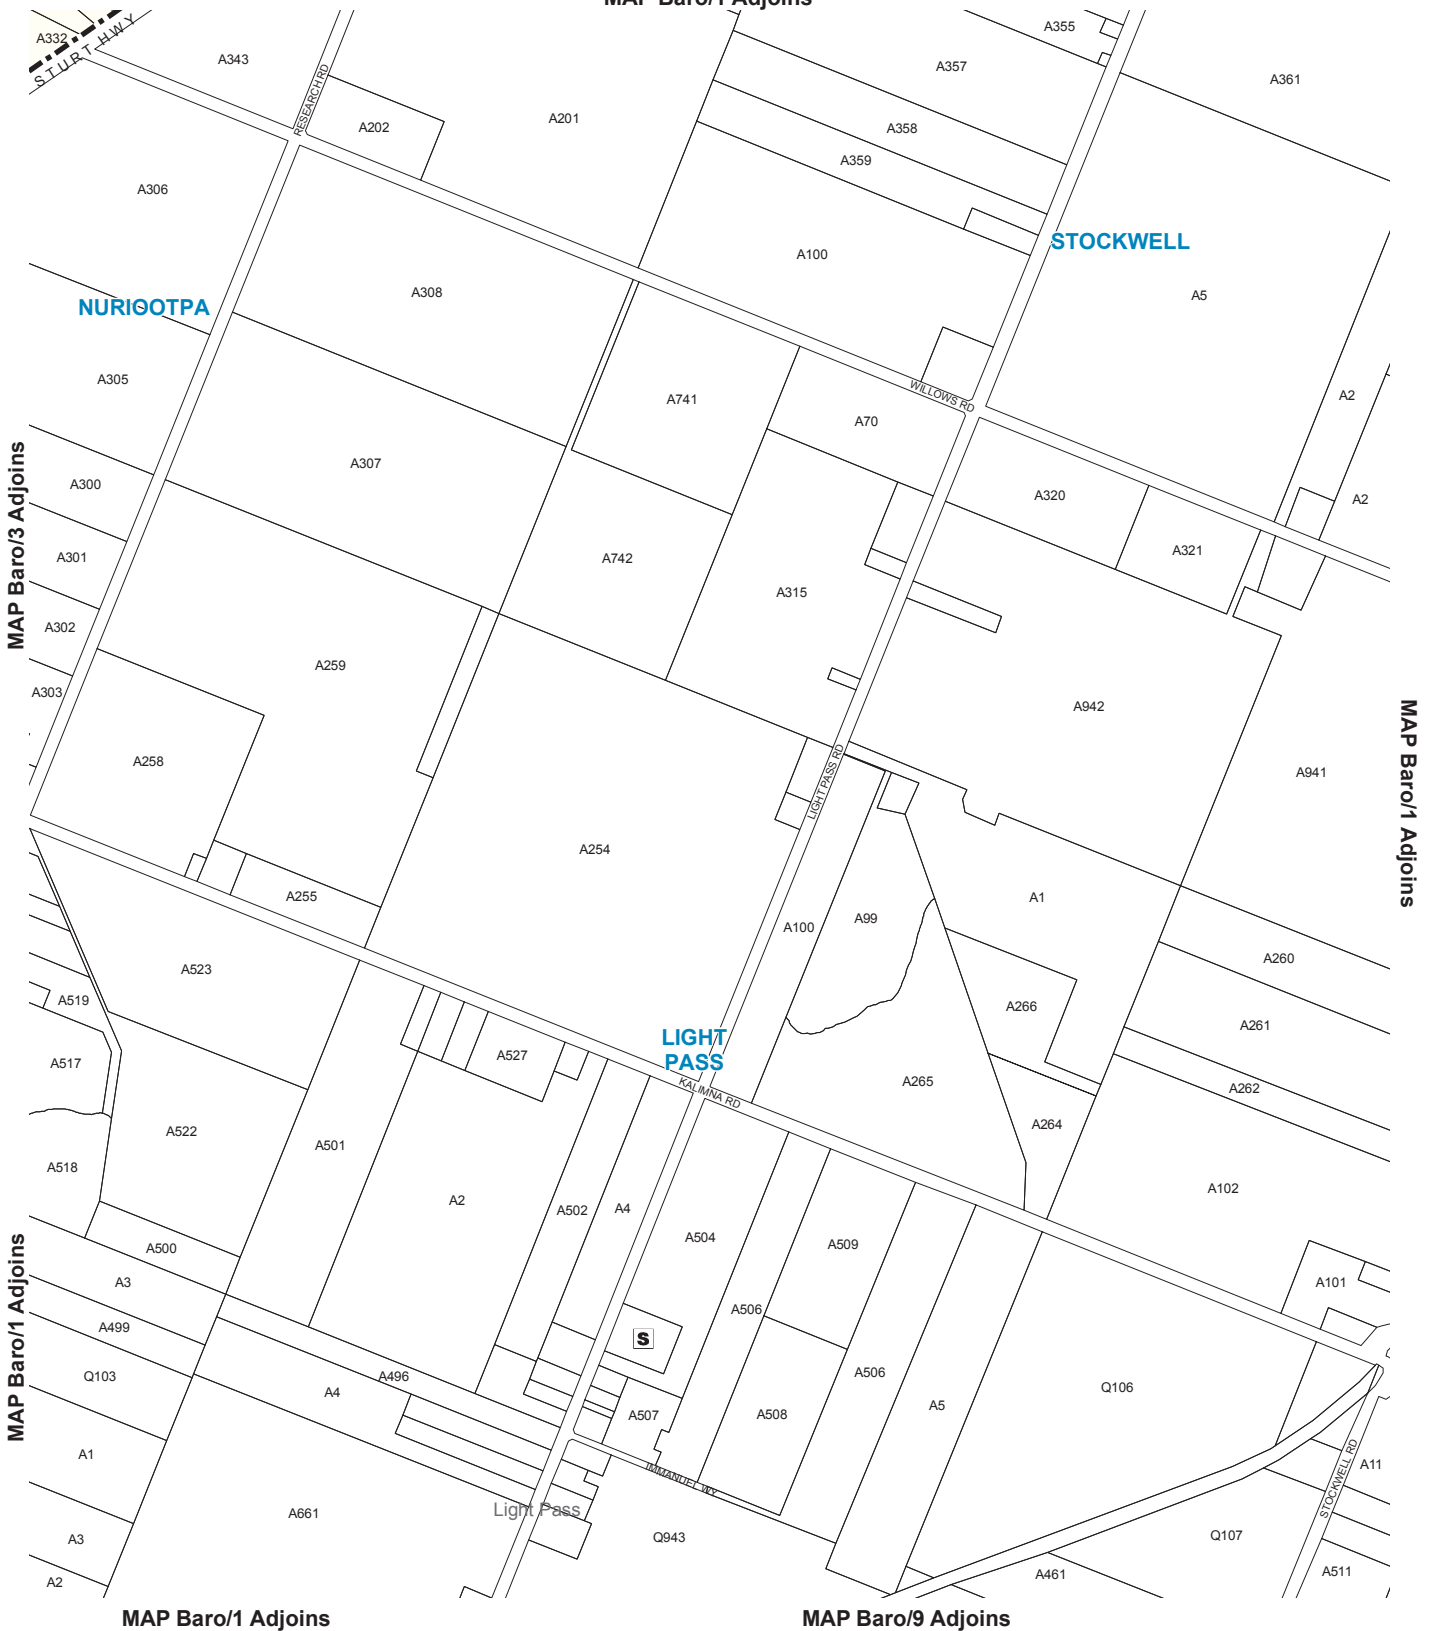 MAP Baro/1 Adjoins
A332
STURT HWY
A343
RESEARCH RD
A202
A201
A355
A357
A361
A358
A359
A306
A100
STOCKWELL
A308
A5
NURIOOTPA
A305
A741
WILLOWS RD
A70
A2
A307
A300
A320
A2
MAP Baro/3 Adjoins
A301
A742
A321
A315
A302
A259
A303
A942
A258
A941
MAP Baro/1 Adjoins
LIGHT PASS RD
A254
A255
A1
A99
A100
A260
A523
A519
A266
A261
LIGHT
PASS
A517
A527
KALIMNA RD
A265
A262
A264
A522
A501
A518
A2
A502
A4
A102
A504
A509
A500
A3
A101
A506
MAP Baro/1 Adjoins
A499
S
Q103
A496
A4
A506
Q106
A5
A507
A508
A1
A11
IMMANUEL WY
STOCKWELL RD
Light Pass
A661
Q943
Q107
A3
A2
A461
A511
MAP Baro/1 Adjoins
MAP Baro/9 Adjoins